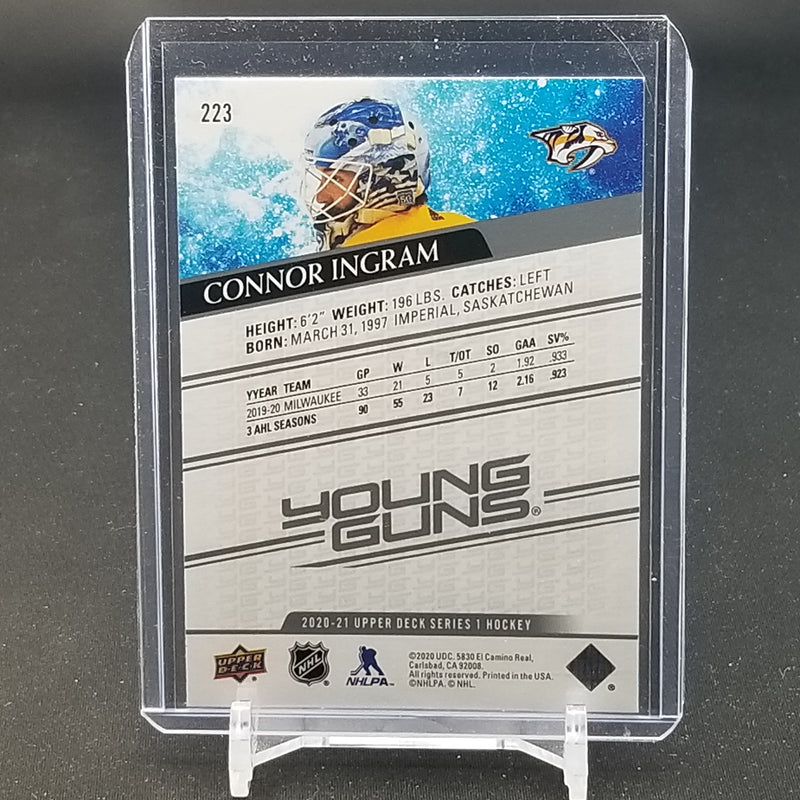 223
CONNOR INGRAM
HEIGHT: 6'2" WEIGHT: 196 LBS. CATCHES: LEFT
BORN: MARCH 31, 1997 IMPERIAL, SASKATCHEWAN
YYEAR TEAM GP W L T/OT SO GAA SV%
2019-20 MILWAUKEE 33 21 5 5 2 1.92 .933
3 AHL SEASONS 90 55 23 7 12 2.16 .923
YOUNG
GUNS®
2020-21 UPPER DECK SERIES 1 HOCKEY
UPPER
DECK
NHL
NHLPA
©2020 UDC. 5830 El Camino Real,
Carlsbad, CA 92008.
All rights reserved. Printed in the USA.
©NHLPA. © NHL.